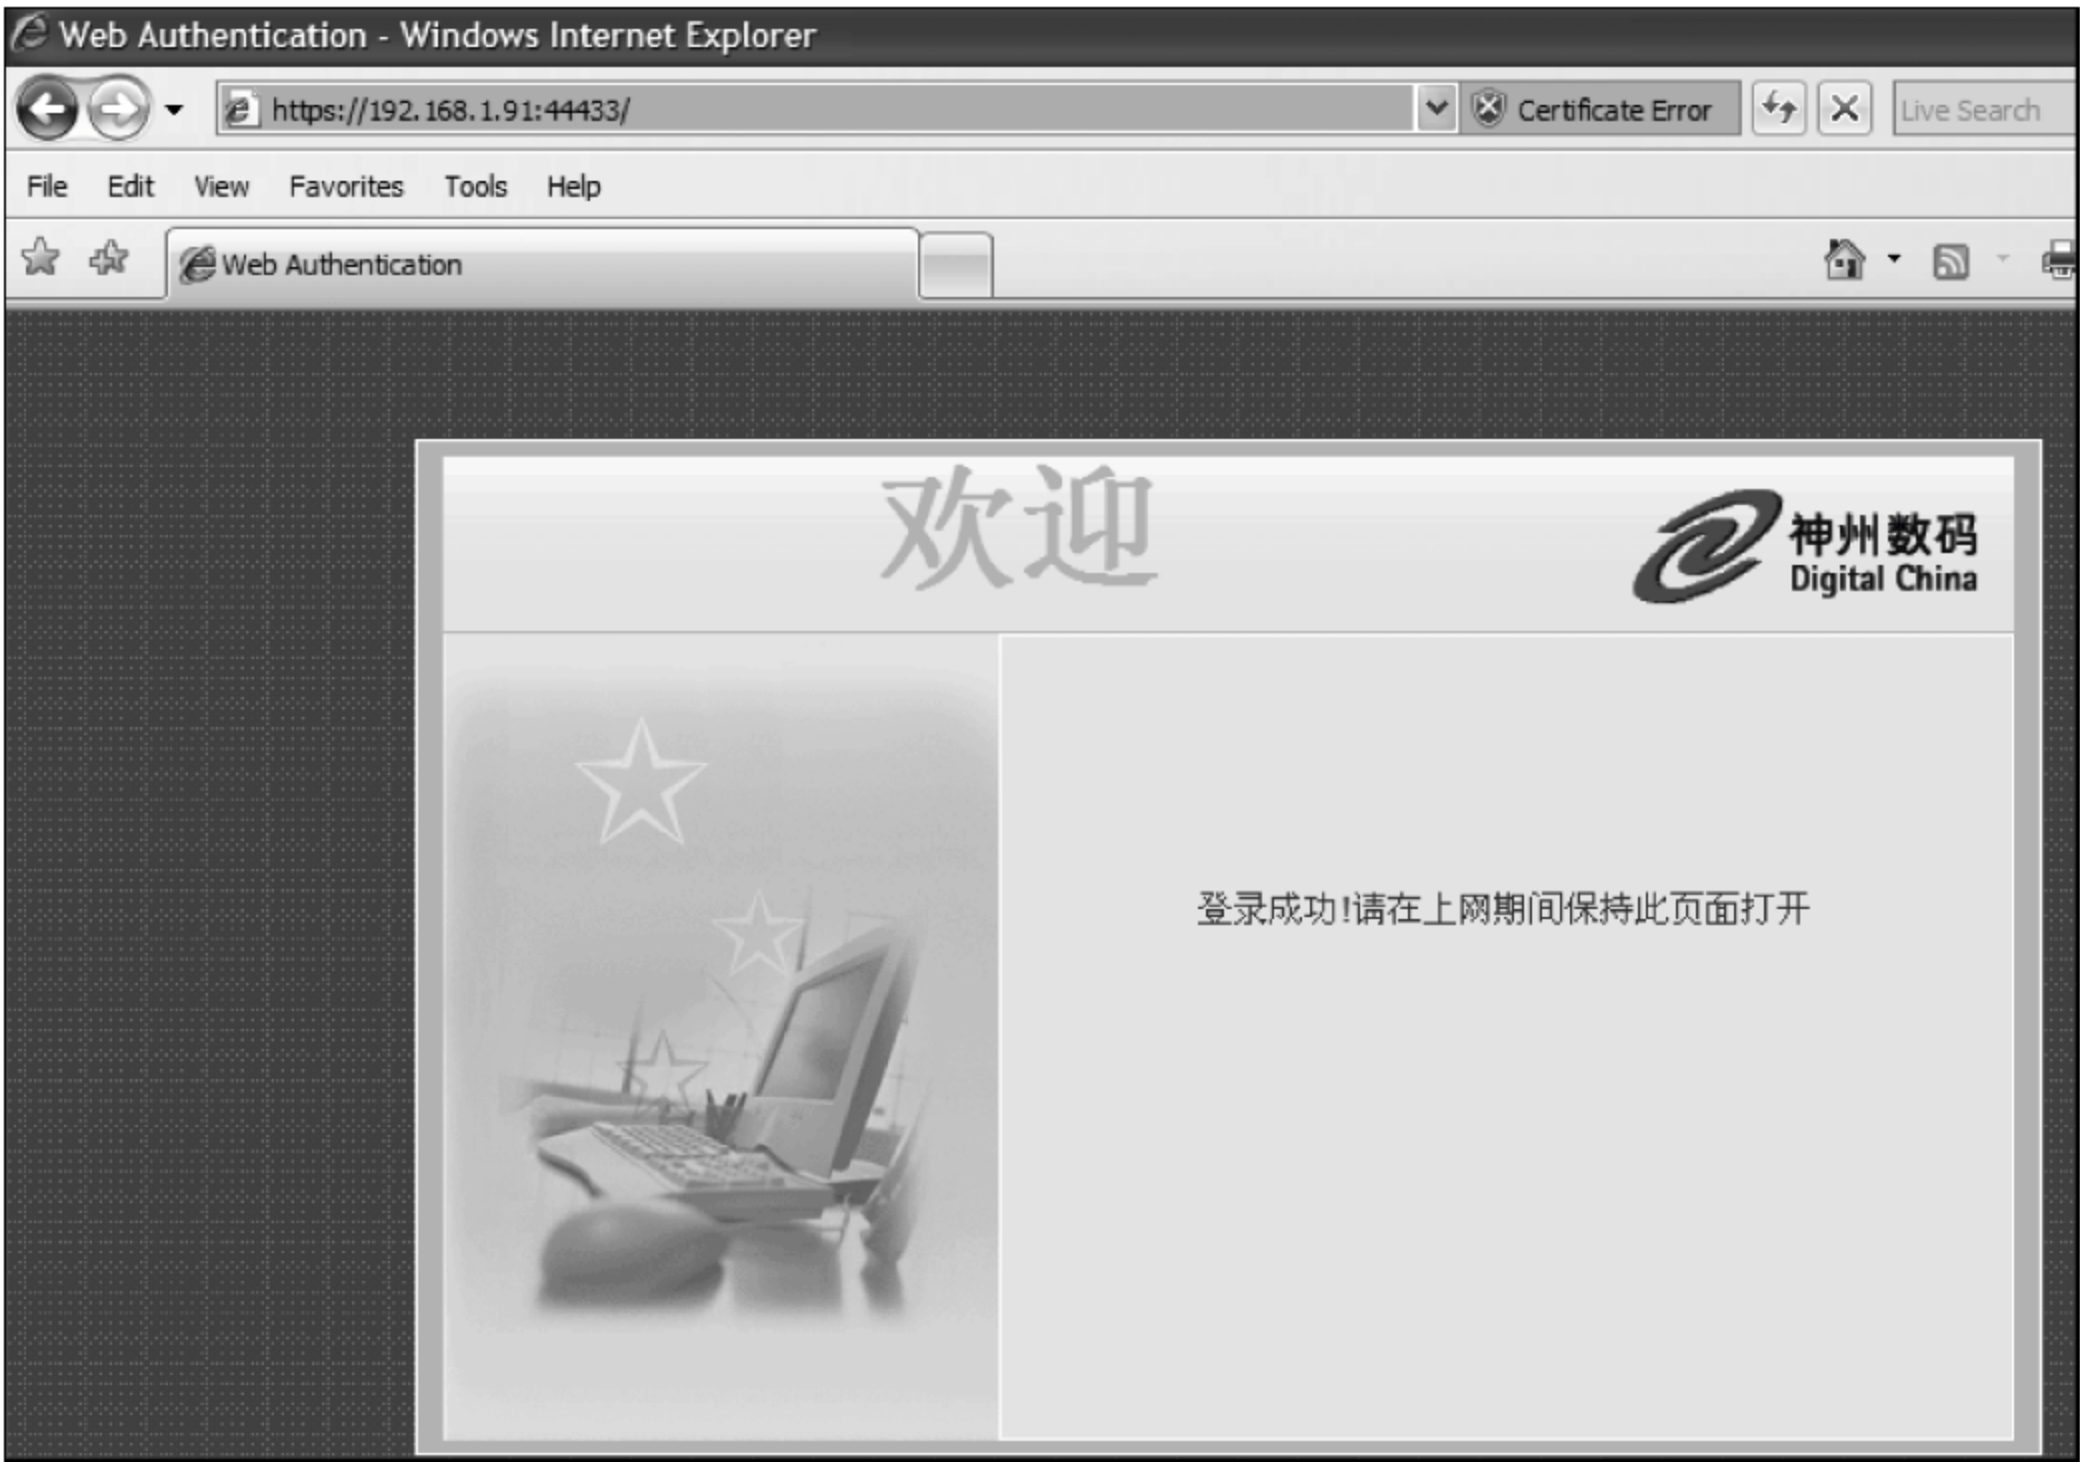 Web Authentication - Windows Internet Explorer
https://192.168.1.91:44433/
Certificate Error
Live Search
File Edit View Favorites Tools Help
Web Authentication
欢迎
神州数码
Digital China
登录成功!请在上网期间保持此页面打开